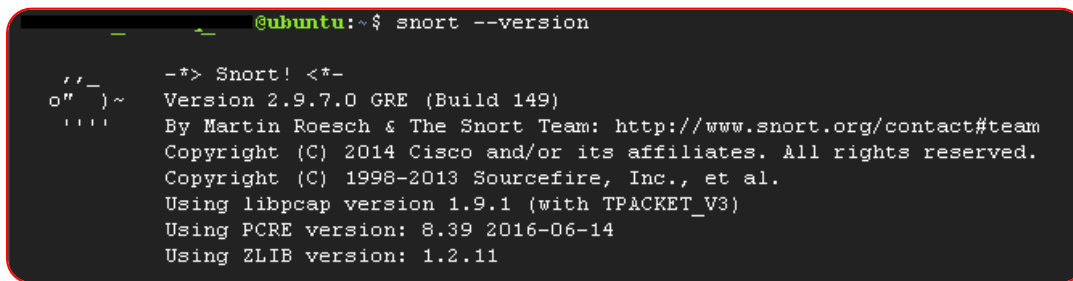 @ubuntu:~$ snort --version
,,_     -*> Snort! <*-
o"  )~   Version 2.9.7.0 GRE (Build 149)
''''    By Martin Roesch & The Snort Team: http://www.snort.org/contact#team
Copyright (C) 2014 Cisco and/or its affiliates. All rights reserved.
Copyright (C) 1998-2013 Sourcefire, Inc., et al.
Using libpcap version 1.9.1 (with TPACKET_V3)
Using PCRE version: 8.39 2016-06-14
Using ZLIB version: 1.2.11